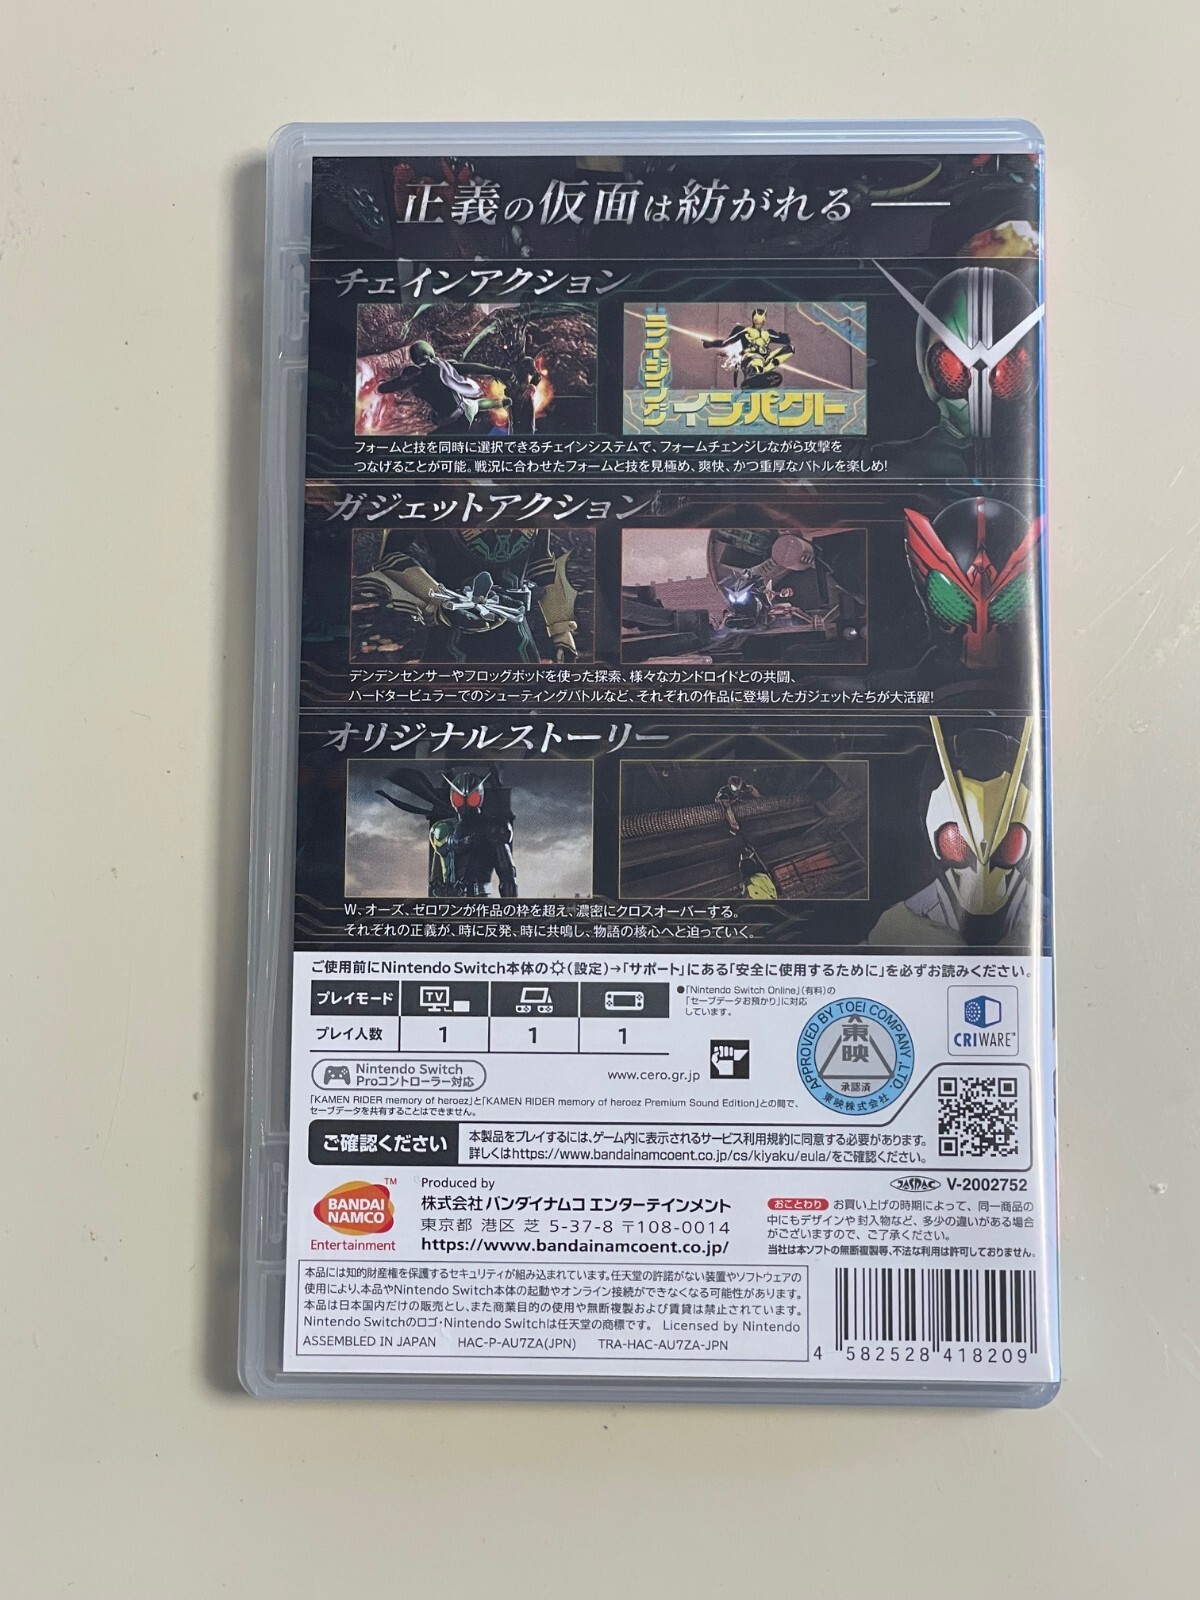 正義の仮面は紡がれる――
チェインアクション
ライジング
インパクト
フォームと技を同時に選択できるチェインシステムで、フォームチェンジしながら攻撃を
つなげることが可能。戦況に合わせたフォームと技を見極め、爽快、かつ重厚なバトルを楽しめ!
ガジェットアクション
デンデンセンサーやフロッグポッドを使った探索、様々なカンドロイドとの共闘、
ハードタービュラーでのシューティングバトルなど、それぞれの作品に登場したガジェットたちが大活躍!
オリジナルストーリー
W、オーズ、ゼロワンが作品の枠を超え、濃密にクロスオーバーする。
それぞれの正義が、時に反発、時に共鳴し、物語の核心へと迫っていく。
ご使用前にNintendo Switch本体の(設定)→「サポート」にある「安全に使用するために」を必ずお読みください。
プレイモード TV
プレイ人数 1 1 1
●「Nintendo Switch Online」(有料)の
「セーブデータお預かり」に対応
しています。
Nintendo Switch
Proコントローラー対応
www.cero.gr.jp
APPROVED BY TOEI COMPANY,.LTD.
東映
承認済
東映株式会社
CRIWARE™
「KAMEN RIDER memory of heroez」と「KAMEN RIDER memory of heroez Premium Sound Edition」との間で、
セーブデータを共有することはできません。
ご確認ください
本製品をプレイするには、ゲーム内に表示されるサービス利用規約に同意する必要があります。
詳しくはhttps://www.bandainamcoent.co.jp/cs/kiyaku/eula/をご確認ください。
JASRAC V-2002752
BANDAI NAMCO TM
Entertainment
Produced by
株式会社 バンダイナムコ エンターテインメント
東京都 港区 芝 5-37-8 〒108-0014
https://www.bandainamcoent.co.jp/
おことわり お買い上げの時期によって、同一商品の
中にもデザインや封入物など、多少の違いがある場合
がございますので、ご了承ください。
当社は本ソフトの無断複製等、不法な利用は許可しておりません。
本品には知的財産権を保護するセキュリティが組み込まれています。任天堂の許諾がない装置やソフトウェアの
使用により、本品やNintendo Switch本体の起動やオンライン接続ができなくなる可能性があります。
本品は日本国内だけの販売とし、また商業目的の使用や無断複製および賃貸は禁止されています。
Nintendo Switchのロゴ・Nintendo Switchは任天堂の商標です。 Licensed by Nintendo
ASSEMBLED IN JAPAN HAC-P-AU7ZA(JPN) TRA-HAC-AU7ZA-JPN
4 582528 418209